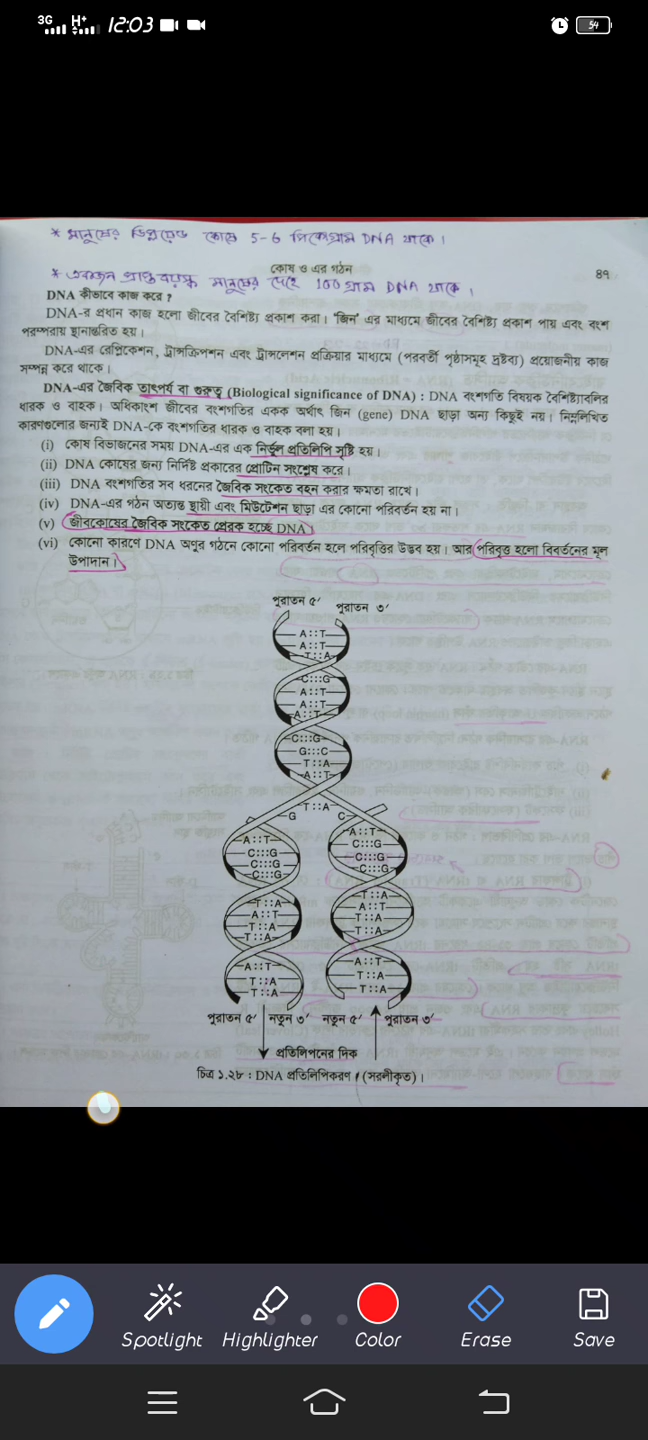 3G H+ 12:03 54
* মানুষের ডিপ্লয়েড কোষে 5-6 পিকোগ্রাম DNA থাকে।
কোষ ও এর গঠন ৪৭
* একজন প্রাপ্তবয়স্ক মানুষের দেহে 100 গ্রাম DNA থাকে।
DNA কীভাবে কাজ করে ?
DNA-র প্রধান কাজ হলো জীবের বৈশিষ্ট্য প্রকাশ করা। 'জিন' এর মাধ্যমে জীবের বৈশিষ্ট্য প্রকাশ পায় এবং বংশ
পরম্পরায় স্থানান্তরিত হয়।
DNA-এর রেপ্লিকেশন, ট্রান্সক্রিপশন এবং ট্রান্সলেশন প্রক্রিয়ার মাধ্যমে (পরবর্তী পৃষ্ঠাসমূহ দ্রষ্টব্য) প্রয়োজনীয় কাজ
সম্পন্ন করে থাকে।
DNA-এর জৈবিক তাৎপর্য বা গুরুত্ব (Biological significance of DNA) : DNA বংশগতি বিষয়ক বৈশিষ্ট্যাবলির
ধারক ও বাহক। অধিকাংশ জীবের বংশগতির একক অর্থাৎ জিন (gene) DNA ছাড়া অন্য কিছুই নয়। নিম্নলিখিত
কারণগুলোর জন্যই DNA-কে বংশগতির ধারক ও বাহক বলা হয়।
(i) কোষ বিভাজনের সময় DNA-এর এক নির্ভুল প্রতিলিপি সৃষ্টি হয়।
(ii) DNA কোষের জন্য নির্দিষ্ট প্রকারের প্রোটিন সংশ্লেষ করে।
(iii) DNA বংশগতির সব ধরনের জৈবিক সংকেত বহন করার ক্ষমতা রাখে।
(iv) DNA-এর গঠন অত্যন্ত স্থায়ী এবং মিউটেশন ছাড়া এর কোনো পরিবর্তন হয় না।
(v) জীবকোষের জৈবিক সংকেত প্রেরক হচ্ছে DNA।
(vi) কোনো কারণে DNA অণুর গঠনে কোনো পরিবর্তন হলে পরিবৃত্তির উদ্ভব হয়। আর পরিবৃত্ত হলো বিবর্তনের মূল
উপাদান।
পুরাতন ৫′ পুরাতন ৩′
A::T
A::T
T::A
C:::G
A::T
A::T
A::T
C:::G
G:::C
T::A
A::T
T::A
G C
A::T A::T
C:::G C:::G
C:::G C:::G
C:::G C:::G
T::A T::A
A::T A::T
T::A T::A
T::A T::A
A::T A::T
T::A T::A
T::A T::A
পুরাতন ৫′ নতুন ৩′ নতুন ৫′ পুরাতন ৩′
প্রতিলিপনের দিক
চিত্র ১.২৮ : DNA প্রতিলিপিকরণ। (সরলীকৃত)।
Spotlight Highlighter Color Erase Save